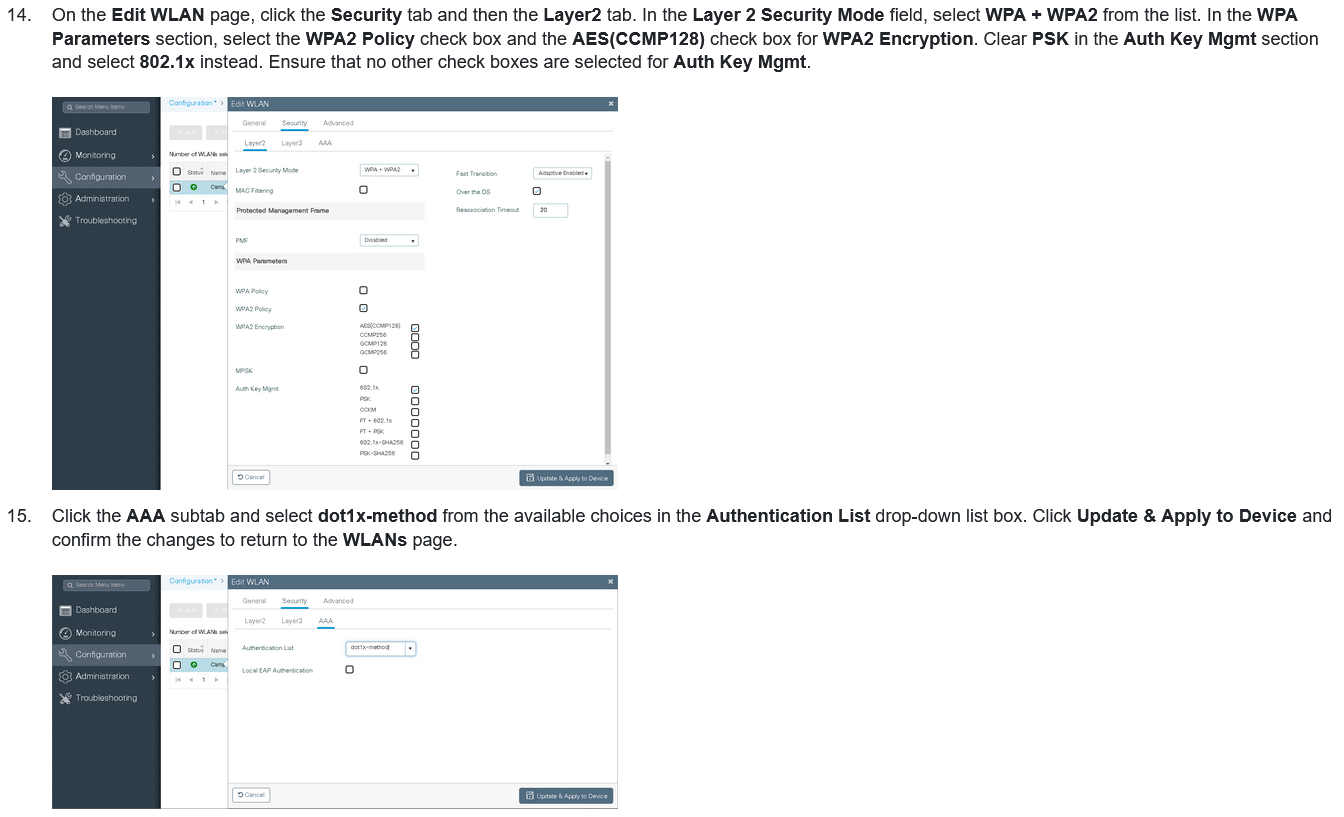 14. On the Edit WLAN page, click the Security tab and then the Layer2 tab. In the Layer 2 Security Mode field, select WPA + WPA2 from the list. In the WPA
Parameters section, select the WPA2 Policy check box and the AES(CCMP128) check box for WPA2 Encryption. Clear PSK in the Auth Key Mgmt section
and select 802.1x instead. Ensure that no other check boxes are selected for Auth Key Mgmt.
Search Menu Items
Dashboard
Monitoring
Configuration
Administration
Troubleshooting
Configuration >
+ Add
Number of WLANs sel
Status Name
Camp
1
Edit WLAN
General Security Advanced
Layer2 Layer3 AAA
Layer 2 Security Mode WPA + WPA2
MAC Filtering
Protected Management Frame
PMF Disabled
WPA Parameters
WPA Policy
WPA2 Policy
WPA2 Encryption AES(CCMP128)
CCMP256
GCMP128
GCMP256
MPSK
Auth Key Mgmt 802.1x
PSK
CCKM
FT + 802.1x
FT + PSK
802.1x-SHA256
PSK-SHA256
Fast Transition Adaptive Enabled
Over the DS
Reassociation Timeout 20
Cancel Update & Apply to Device
15. Click the AAA subtab and select dot1x-method from the available choices in the Authentication List drop-down list box. Click Update & Apply to Device and
confirm the changes to return to the WLANs page.
Search Menu Items
Dashboard
Monitoring
Configuration
Administration
Troubleshooting
Configuration >
+ Add
Number of WLANs sel
Status Name
Camp
1
Edit WLAN
General Security Advanced
Layer2 Layer3 AAA
Authentication List dot1x-method
Local EAP Authentication
Cancel Update & Apply to Device